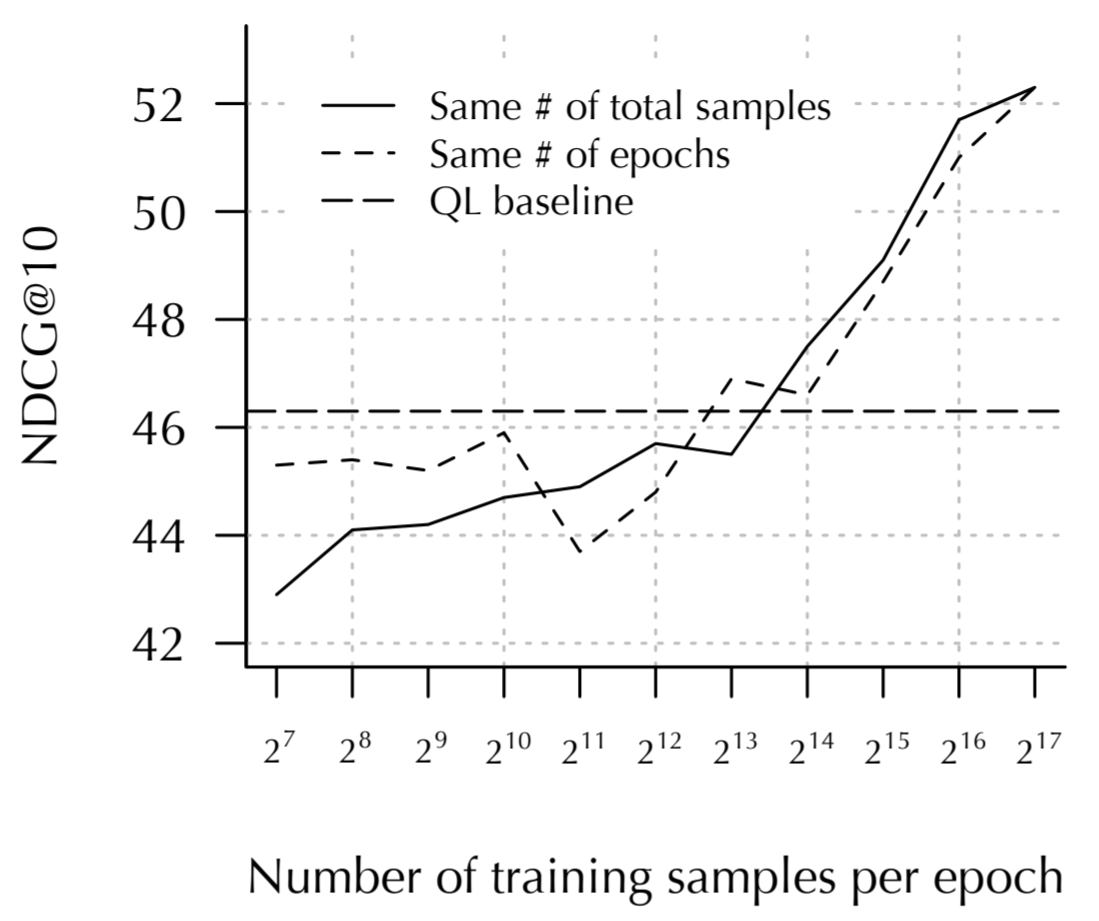 52
50
48
46
44
42
NDCG@10
Same # of total samples
Same # of epochs
QL baseline
2⁷ 2⁸ 2⁹ 2¹⁰ 2¹¹ 2¹² 2¹³ 2¹⁴ 2¹⁵ 2¹⁶ 2¹⁷
Number of training samples per epoch